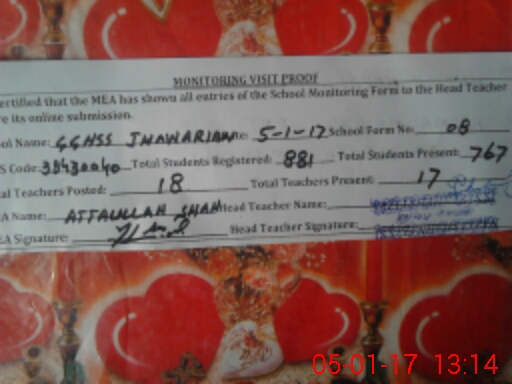 MONITORING VISIT PROOF
ertified that the MEA has shown all entries of the School Monitoring Form to the Head Teacher
re its online submission.
ol Name: GGHSS JHAWARIAN te: 5-1-17 School Form No: 08
S Code: 38430040 Total Students Registered: 881 Total Students Present: 767
al Teachers Posted: 18 Total Teachers Present: 17
A Name: ATTAULLAH SHAH Head Teacher Name:
EA Signature: Head Teacher Signature:
05-01-17 13:14